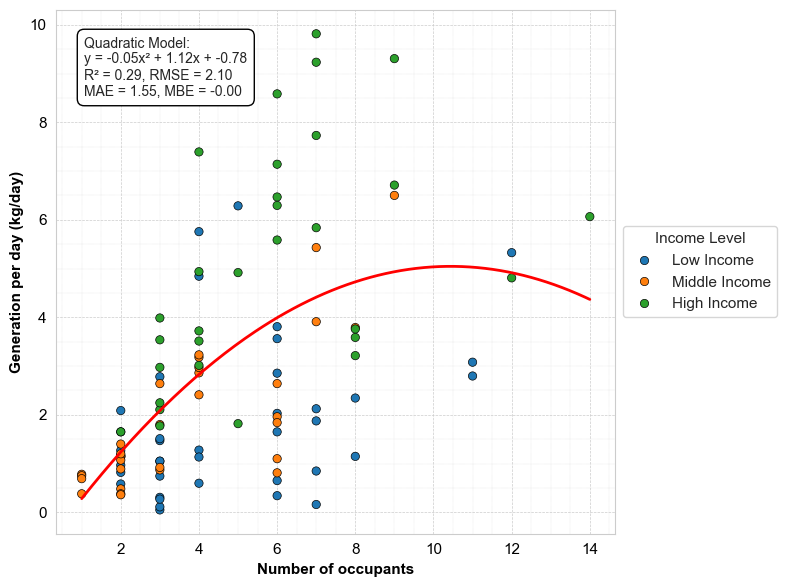 Quadratic Model:
y = -0.05x² + 1.12x + -0.78
R² = 0.29, RMSE = 2.10
MAE = 1.55, MBE = -0.00
Generation per day (kg/day)
10
8
6
4
2
0
2
4
6
8
10
12
14
Number of occupants
Income Level
Low Income
Middle Income
High Income